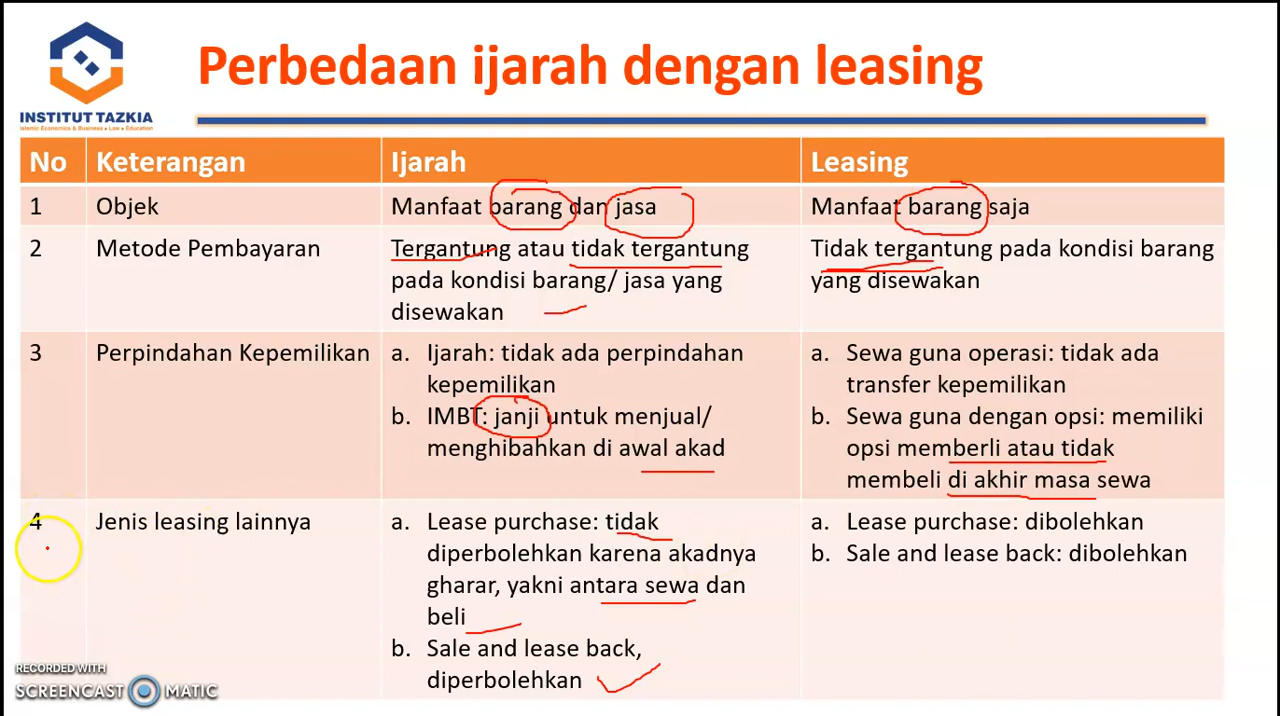 Perbedaan ijarah dengan leasing
INSTITUT TAZKIA
Islamic Economics & Business • Law • Education
No Keterangan Ijarah Leasing
1 Objek Manfaat barang dan jasa Manfaat barang saja
2 Metode Pembayaran Tergantung atau tidak tergantung
pada kondisi barang/ jasa yang
disewakan
Tidak tergantung pada kondisi barang
yang disewakan
3 Perpindahan Kepemilikan a. Ijarah: tidak ada perpindahan
kepemilikan
b. IMBT: janji untuk menjual/
menghibahkan di awal akad
a. Sewa guna operasi: tidak ada
transfer kepemilikan
b. Sewa guna dengan opsi: memiliki
opsi memberli atau tidak
membeli di akhir masa sewa
4 Jenis leasing lainnya a. Lease purchase: tidak
diperbolehkan karena akadnya
gharar, yakni antara sewa dan
beli
b. Sale and lease back,
diperbolehkan
a. Lease purchase: dibolehkan
b. Sale and lease back: dibolehkan
RECORDED WITH
SCREENCAST MATIC